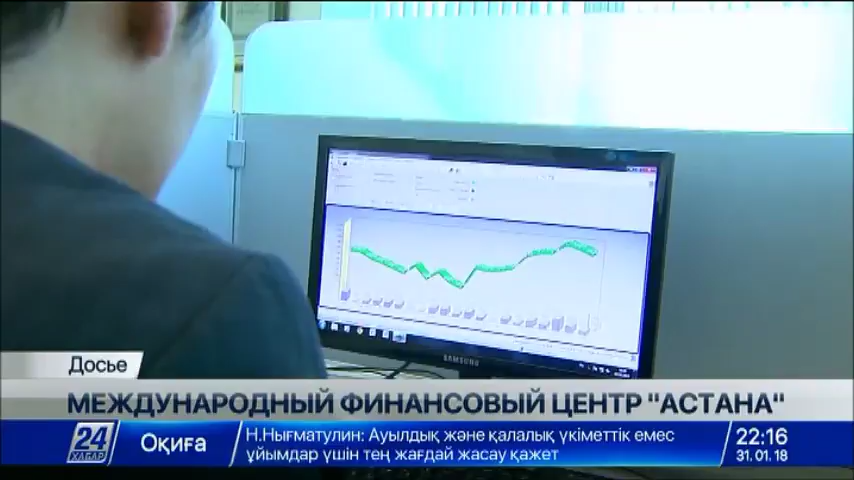 SAMSUNG
Досье
МЕЖДУНАРОДНЫЙ ФИНАНСОВЫЙ ЦЕНТР "АСТАНА"
24
ХАБАР
Оқиға
Н.Нығматулин: Ауылдық және қалалық үкіметтік емес
ұйымдар үшін тең жағдай жасау қажет
22:16
31.01.18